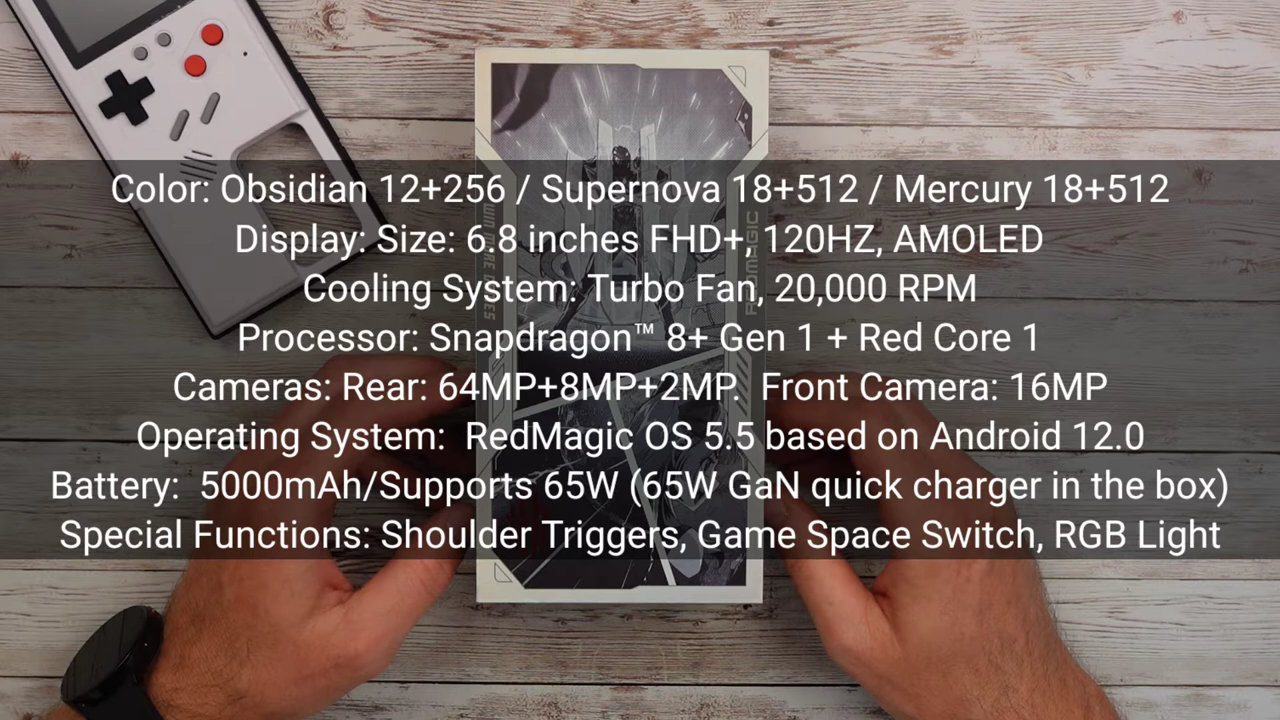 Color: Obsidian 12+256 / Supernova 18+512 / Mercury 18+512
Display: Size: 6.8 inches FHD+, 120HZ, AMOLED
Cooling System: Turbo Fan, 20,000 RPM
Processor: Snapdragon™ 8+ Gen 1 + Red Core 1
Cameras: Rear: 64MP+8MP+2MP.  Front Camera: 16MP
Operating System:  RedMagic OS 5.5 based on Android 12.0
Battery:  5000mAh/Supports 65W (65W GaN quick charger in the box)
Special Functions: Shoulder Triggers, Game Space Switch, RGB Light
REDMAGIC